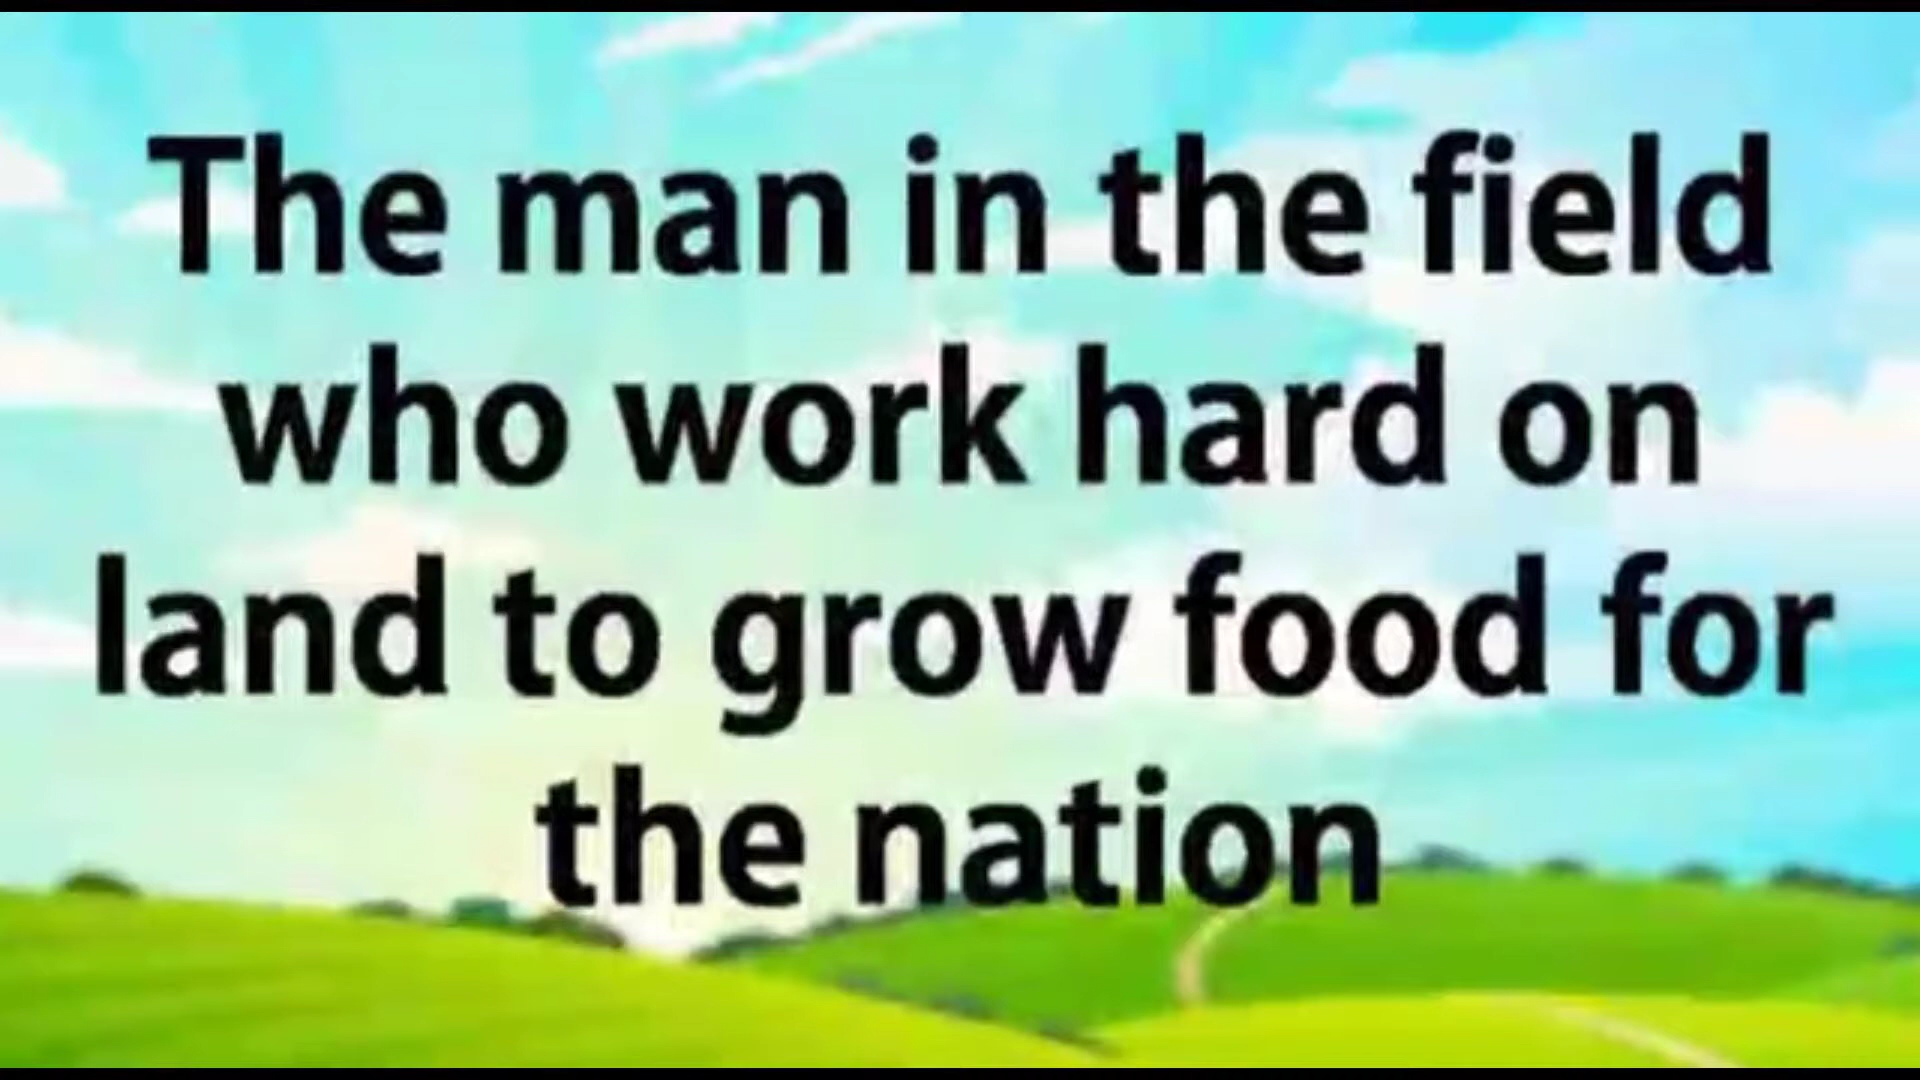 The man in the field
who work hard on
land to grow food for
the nation